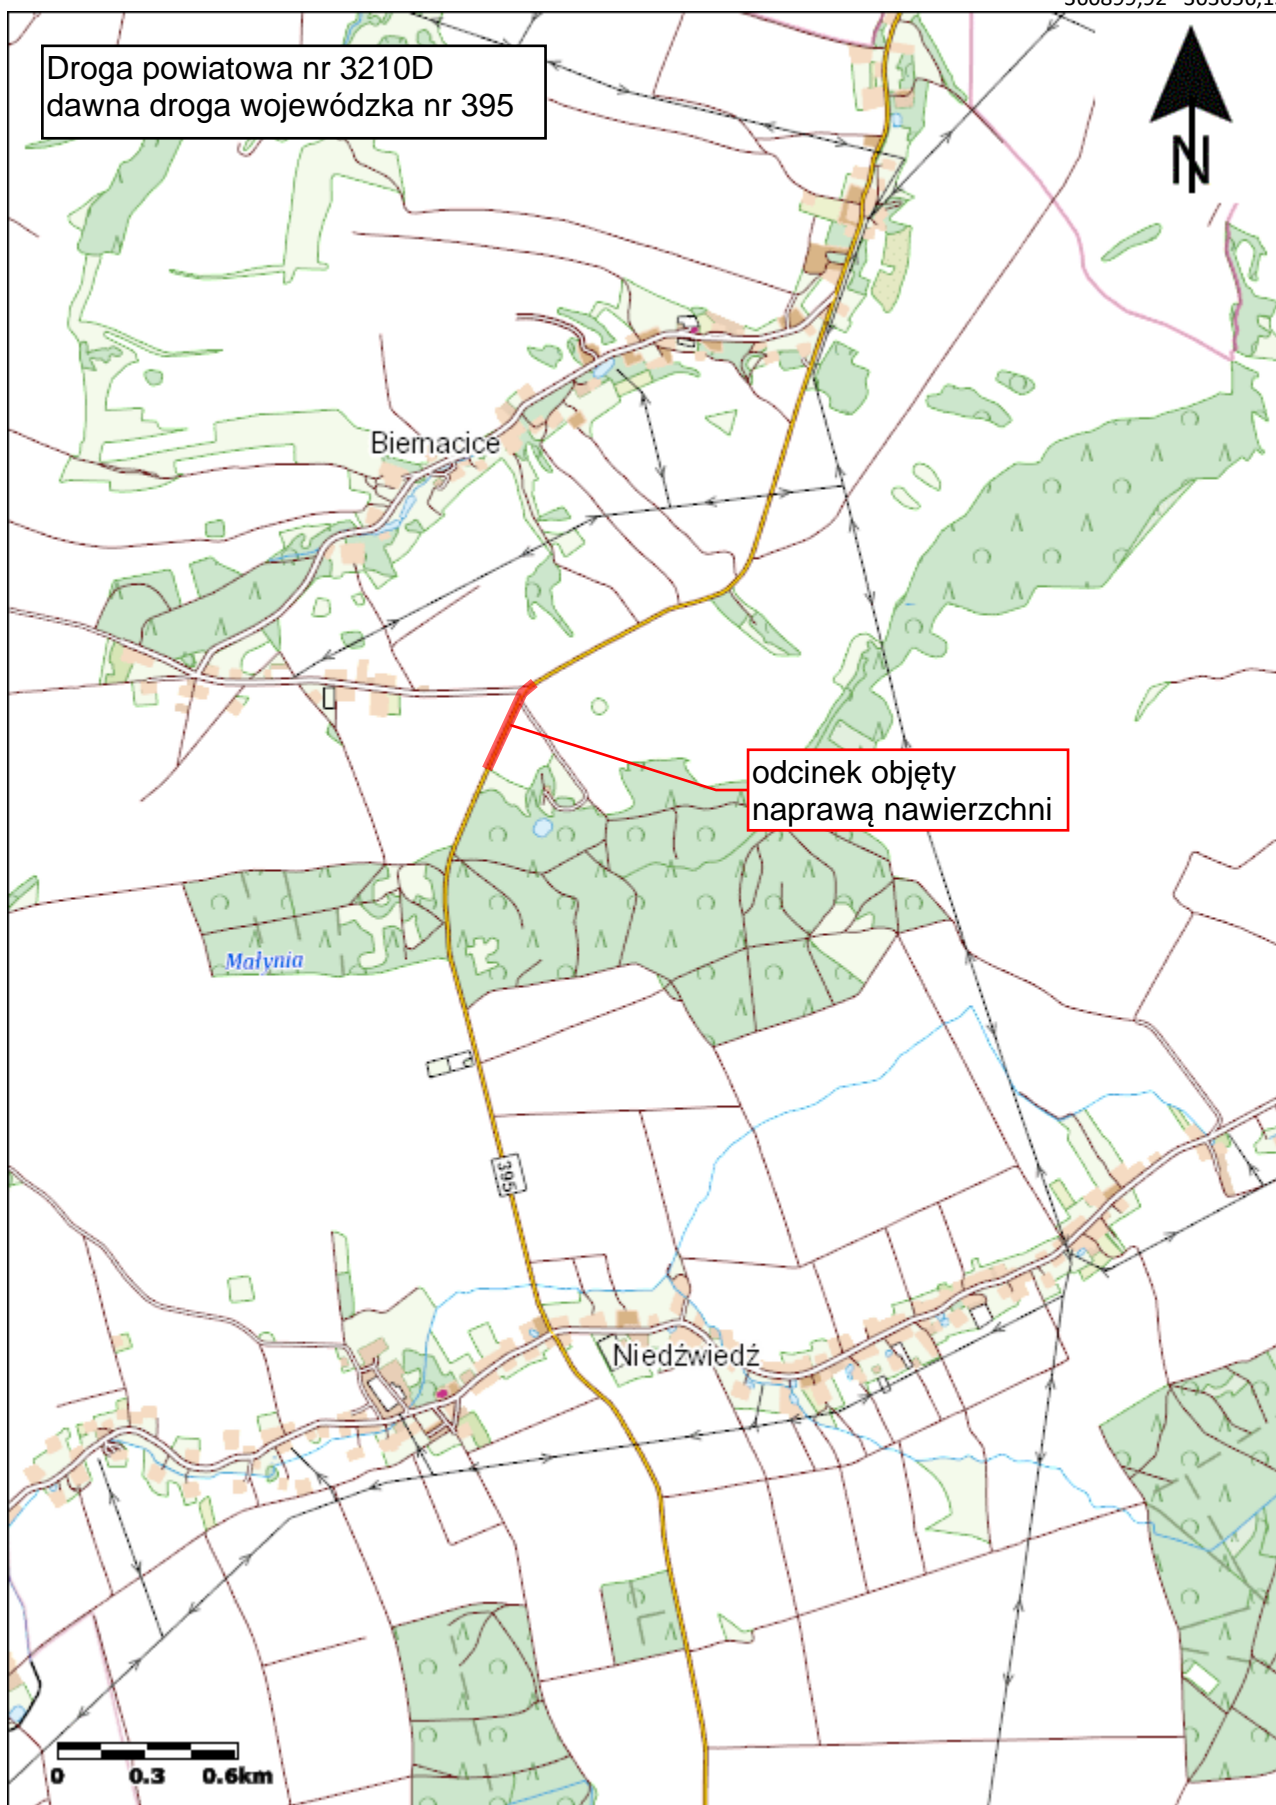 Droga powiatowa nr 3210D
dawna droga wojewódzka nr 395
N
Biernacice
odcinek objęty
naprawą nawierzchni
Małynia
395
Niedźwiedź
0 0.3 0.6km